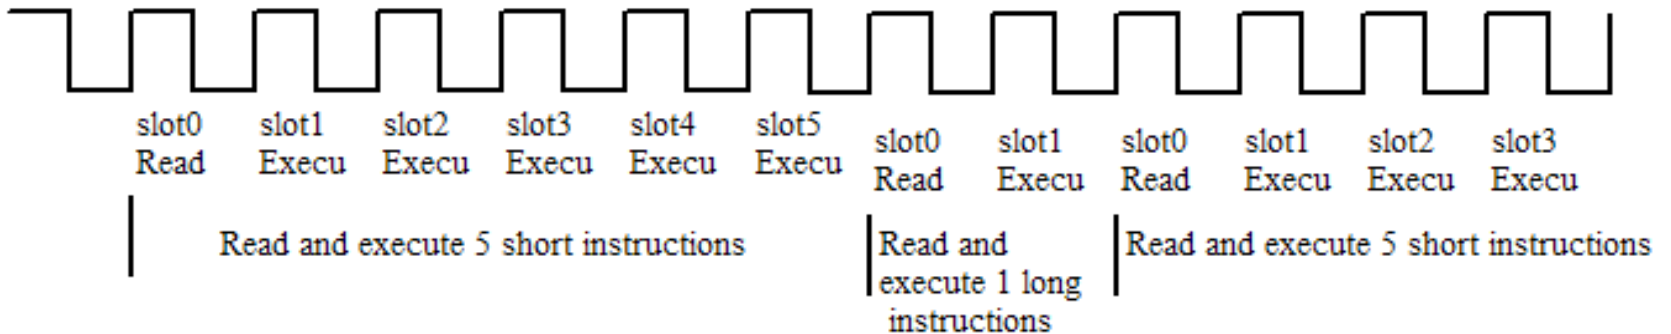 slot0 slot1 slot2 slot3 slot4 slot5 slot0 slot1 slot0 slot1 slot2 slot3
Read Execu Execu Execu Execu Execu Read Execu Read Execu Execu Execu
Read and execute 5 short instructions
Read and
execute 1 long
instructions
Read and execute 5 short instructions